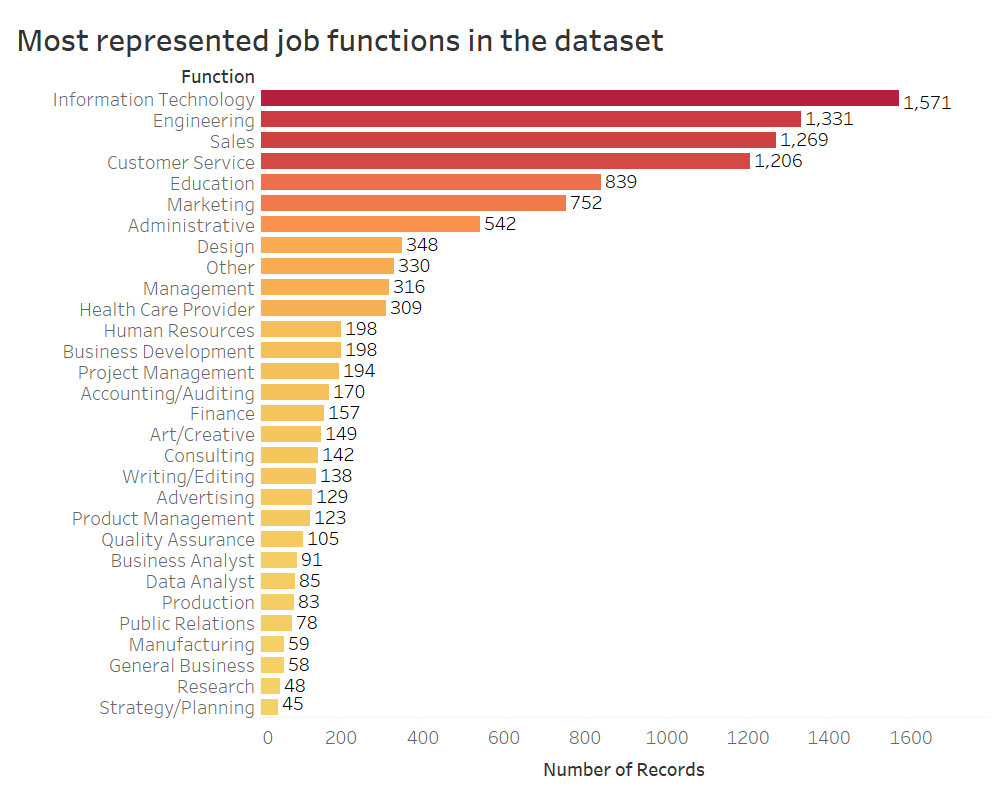 Most represented job functions in the dataset
Function
Information Technology 1,571
Engineering 1,331
Sales 1,269
Customer Service 1,206
Education 839
Marketing 752
Administrative 542
Design 348
Other 330
Management 316
Health Care Provider 309
Human Resources 198
Business Development 198
Project Management 194
Accounting/Auditing 170
Finance 157
Art/Creative 149
Consulting 142
Writing/Editing 138
Advertising 129
Product Management 123
Quality Assurance 105
Business Analyst 91
Data Analyst 85
Production 83
Public Relations 78
Manufacturing 59
General Business 58
Research 48
Strategy/Planning 45
0 200 400 600 800 1000 1200 1400 1600
Number of Records